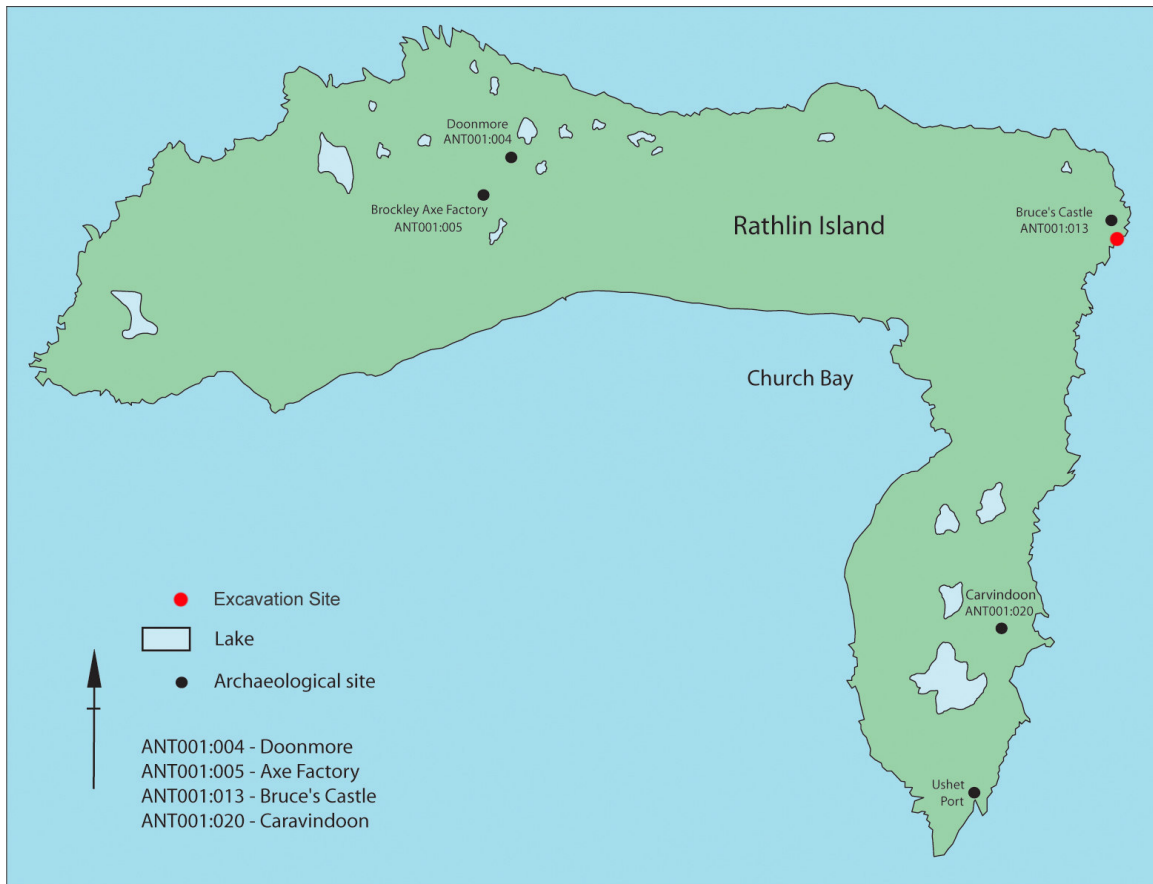 Doonmore
ANT001:004
Brockley Axe Factory
ANT001:005
Rathlin Island
Bruce's Castle
ANT001:013
Church Bay
Carvindoon
ANT001:020
Excavation Site
Lake
Archaeological site
ANT001:004 - Doonmore
ANT001:005 - Axe Factory
ANT001:013 - Bruce's Castle
ANT001:020 - Caravindoon
Ushet
Port